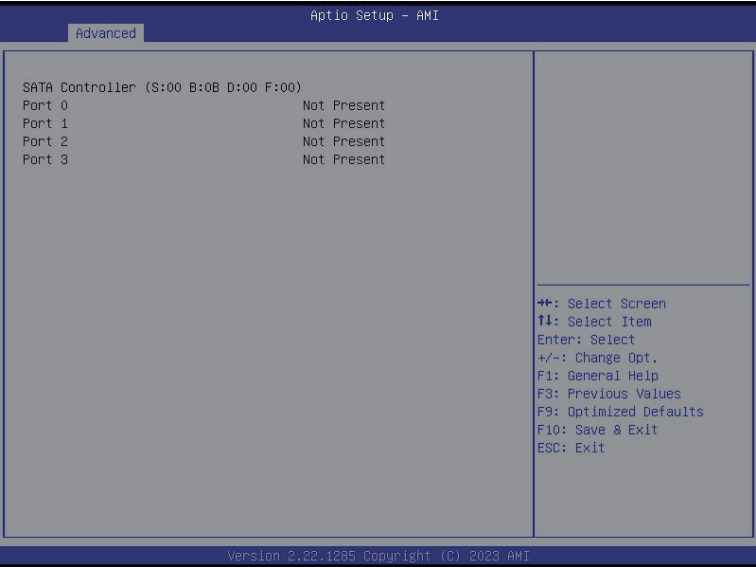 Aptio Setup – AMI
Advanced
SATA Controller (S:00 B:0B D:00 F:00)
Port 0 Not Present
Port 1 Not Present
Port 2 Not Present
Port 3 Not Present
→←: Select Screen
↑↓: Select Item
Enter: Select
+/-: Change Opt.
F1: General Help
F3: Previous Values
F9: Optimized Defaults
F10: Save & Exit
ESC: Exit
Version 2.22.1285 Copyright (C) 2023 AMI